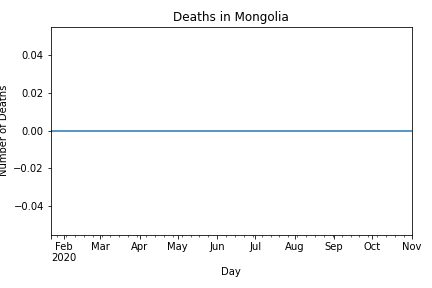 Deaths in Mongolia
Number of Deaths
0.04
0.02
0.00
−0.02
−0.04
Feb Mar Apr May Jun Jul Aug Sep Oct Nov
2020
Day